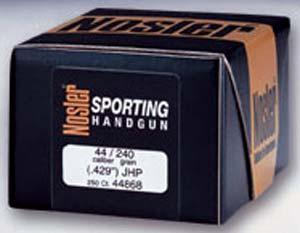 Nosler®
SPORTING
HANDGUN
44 / 240
caliber grain
(.429") JHP
250 Ct. 44868
Nosler